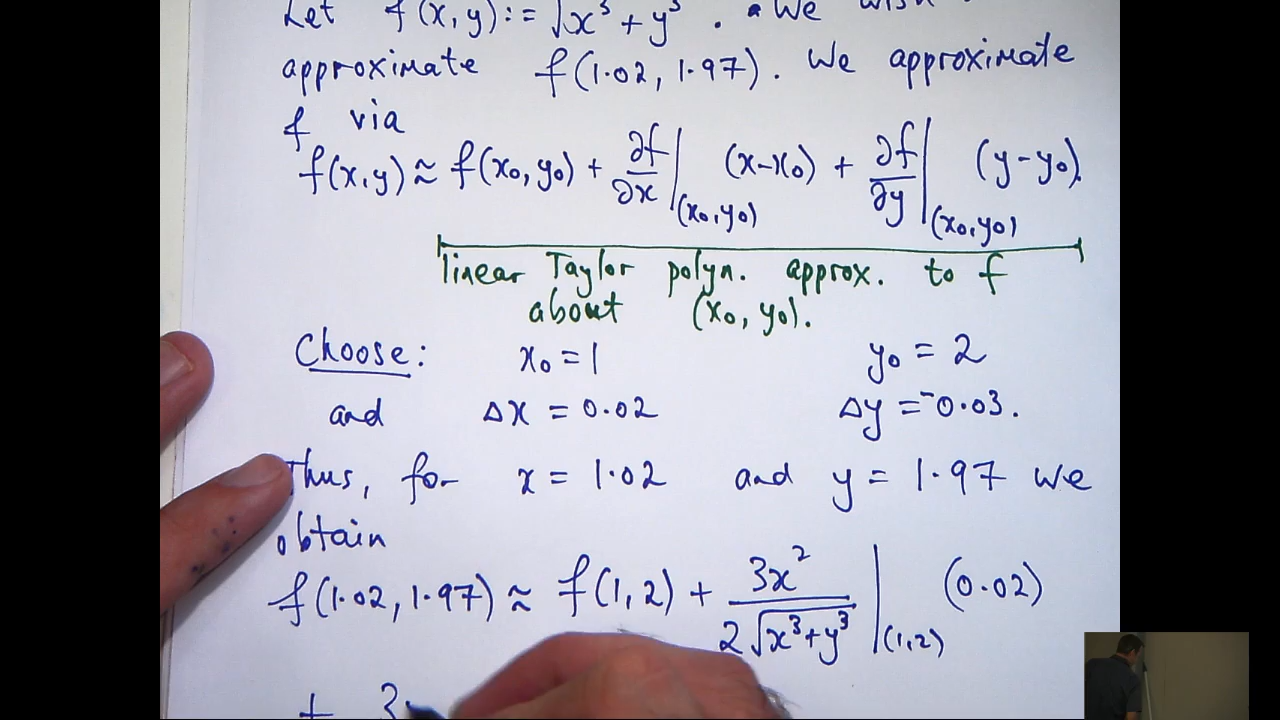 Let f(x,y):= √x³ + y³ . We wish
approximate f(1.02, 1.97). We approximate
f via
f(x,y) ≈ f(x₀,y₀) + ∂f/∂x |(x₀,y₀) (x-x₀) + ∂f/∂y |(x₀,y₀) (y-y₀).
linear Taylor polyn. approx. to f
about (x₀, y₀).
Choose: x₀ = 1 y₀ = 2
and Δx = 0.02 Δy = -0.03.
Thus, for x = 1.02 and y = 1.97 we
obtain
f(1.02, 1.97) ≈ f(1,2) + 3x²/2√x³+y³ |(1,2) (0.02)
+ 3